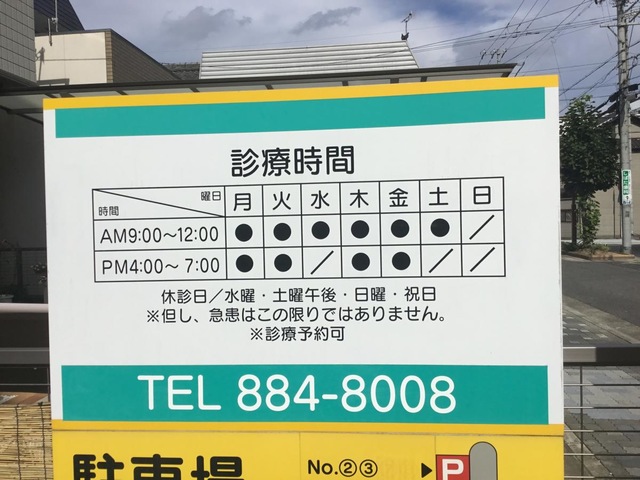 診療時間
曜日 月 火 水 木 金 土 日
時間
AM9:00〜12:00 ● ● ● ● ● ● ／
PM4:00〜 7:00 ● ● ／ ● ● ／ ／
休診日／水曜・土曜午後・日曜・祝日
※但し、急患はこの限りではありません。
※診療予約可
TEL 884-8008
駐車場 No.②③ ▶ P